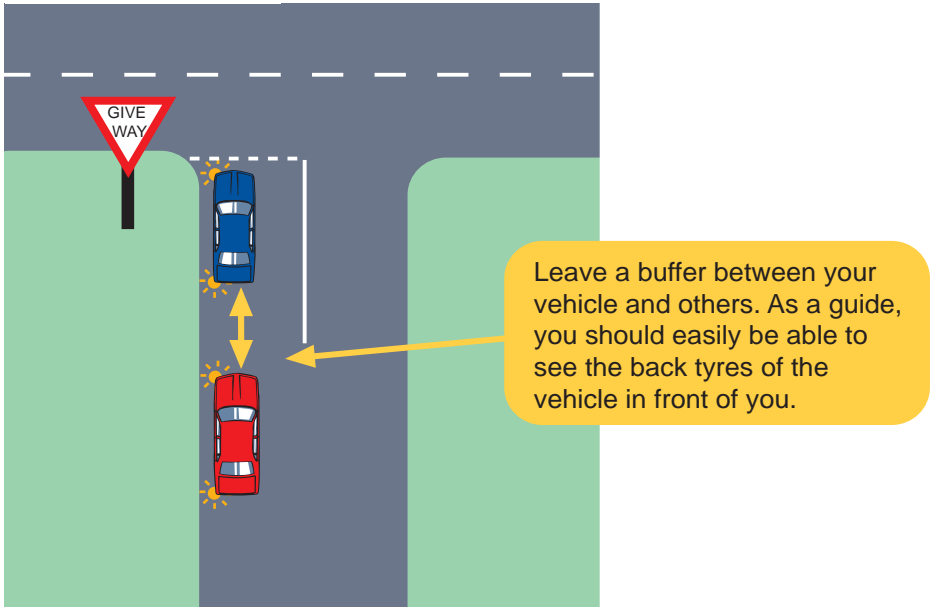 GIVE
WAY
Leave a buffer between your
vehicle and others. As a guide,
you should easily be able to
see the back tyres of the
vehicle in front of you.